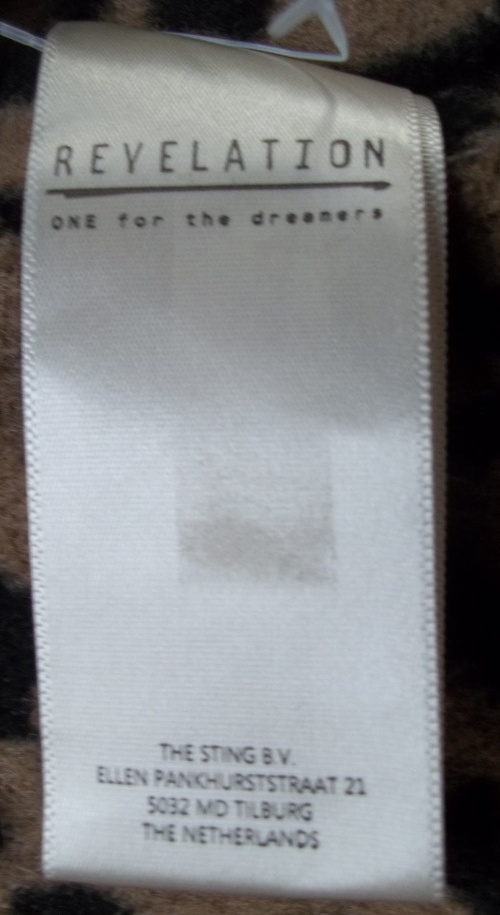 REVELATION
ONE for the dreamers
THE STING B.V.
ELLEN PANKHURSTSTRAAT 21
5032 MD TILBURG
THE NETHERLANDS